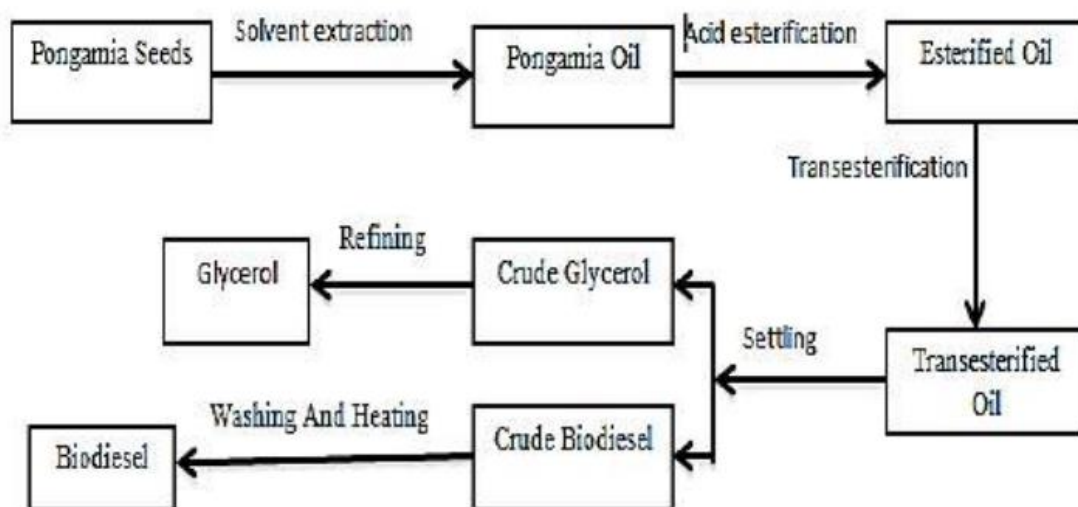 Solvent extraction
Acid esterification
Pongamia Seeds
Pongamia Oil
Esterified Oil
Transesterification
Refining
Glycerol
Crude Glycerol
Settling
Transesterified
Oil
Washing And Heating
Crude Biodiesel
Biodiesel